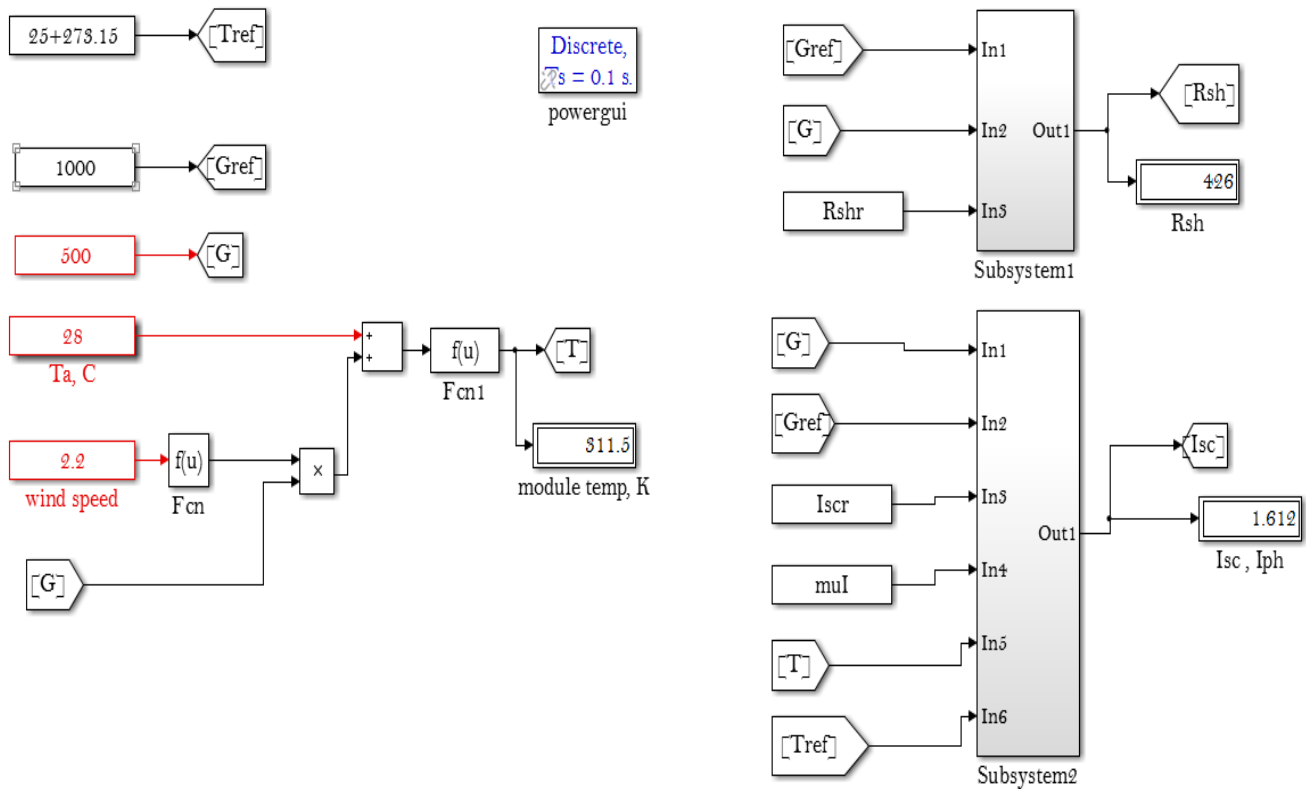 25+273.15
[Tref]
Discrete,
Ts = 0.1 s.
powergui
1000
[Gref]
500
[G]
28
Ta, C
+
+
f(u)
Fcn1
[T]
311.5
module temp, K
2.2
wind speed
f(u)
Fcn
×
[G]
[Gref]
[G]
Rshr
In1
In2
In3
Out1
Subsystem1
[Rsh]
426
Rsh
[G]
[Gref]
Iscr
muI
[T]
[Tref]
In1
In2
In3
In4
In5
In6
Out1
Subsystem2
[Isc]
1.612
Isc , Iph